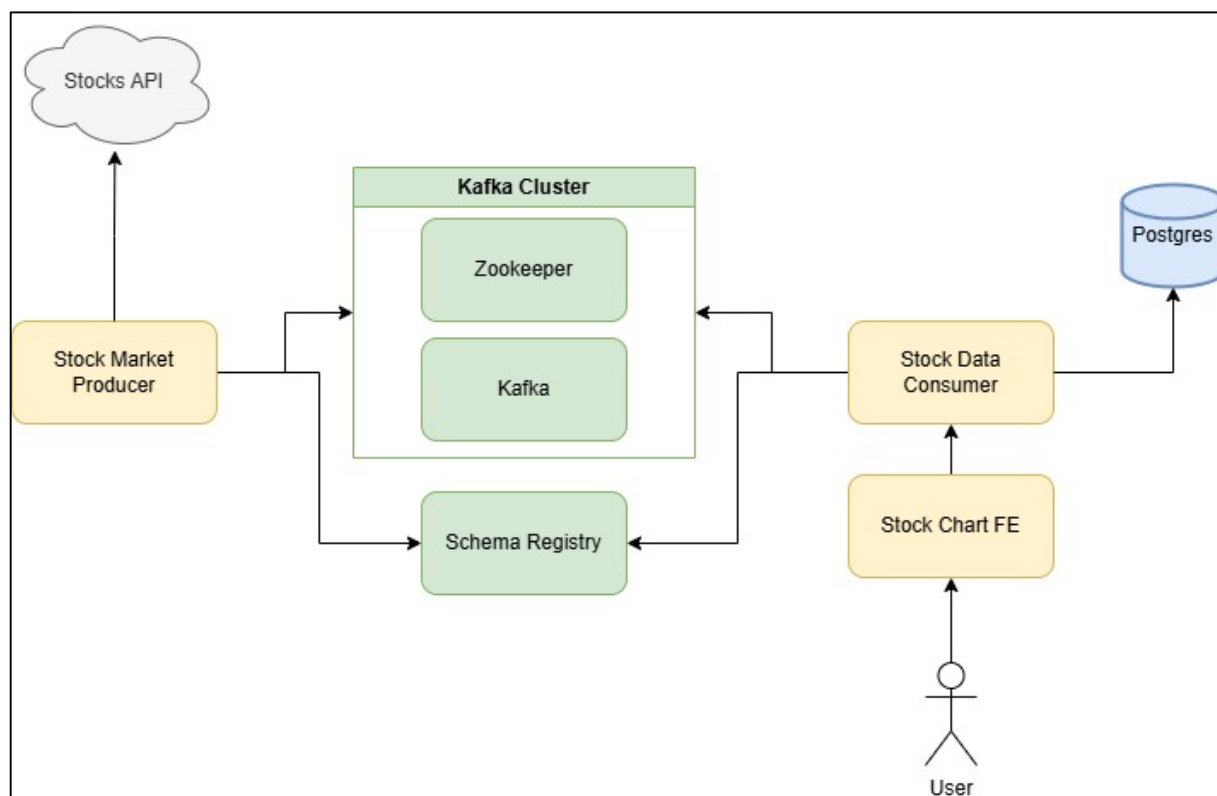 Stocks API
Kafka Cluster
Zookeeper
Postgres
Stock Market
Producer
Kafka
Stock Data
Consumer
Schema Registry
Stock Chart FE
User